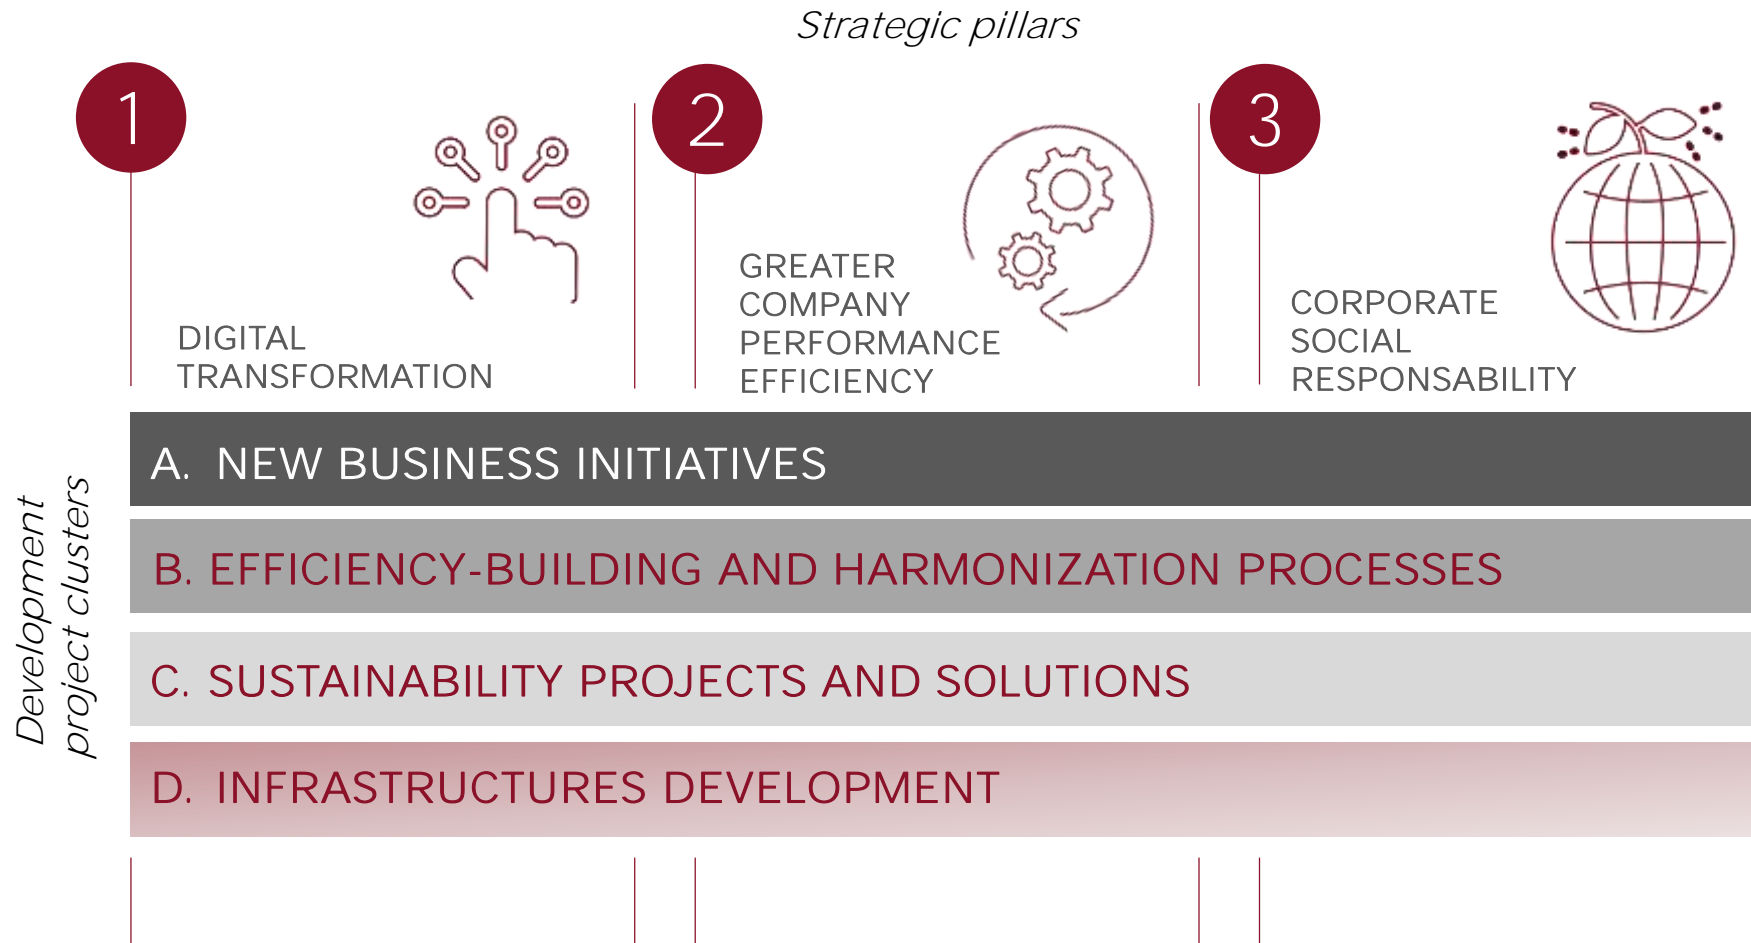 Strategic pillars
1
DIGITAL
TRANSFORMATION
2
GREATER
COMPANY
PERFORMANCE
EFFICIENCY
3
CORPORATE
SOCIAL
RESPONSABILITY
Development
project clusters
A. NEW BUSINESS INITIATIVES
B. EFFICIENCY-BUILDING AND HARMONIZATION PROCESSES
C. SUSTAINABILITY PROJECTS AND SOLUTIONS
D. INFRASTRUCTURES DEVELOPMENT